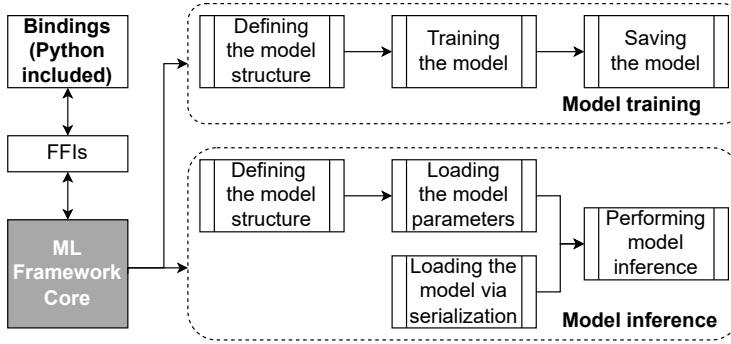 Bindings
(Python
included)
FFIs
ML
Framework
Core
Defining
the model
structure
Training
the model
Saving
the model
Model training
Defining
the model
structure
Loading
the model
parameters
Loading the
model via
serialization
Performing
model
inference
Model inference